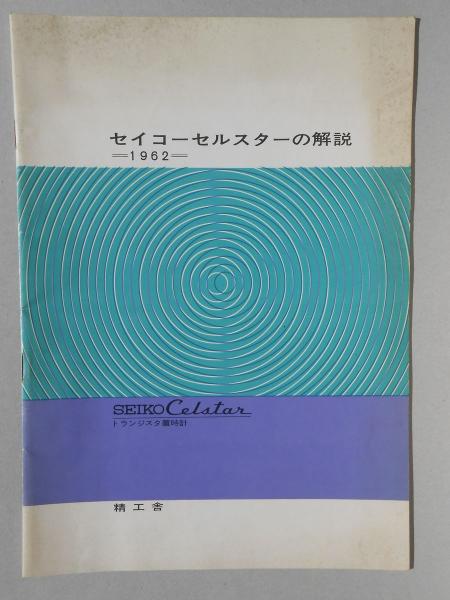 セイコーセルスターの解説
=1962=
SEIKO Celstar
トランジスタ置時計
精工舎